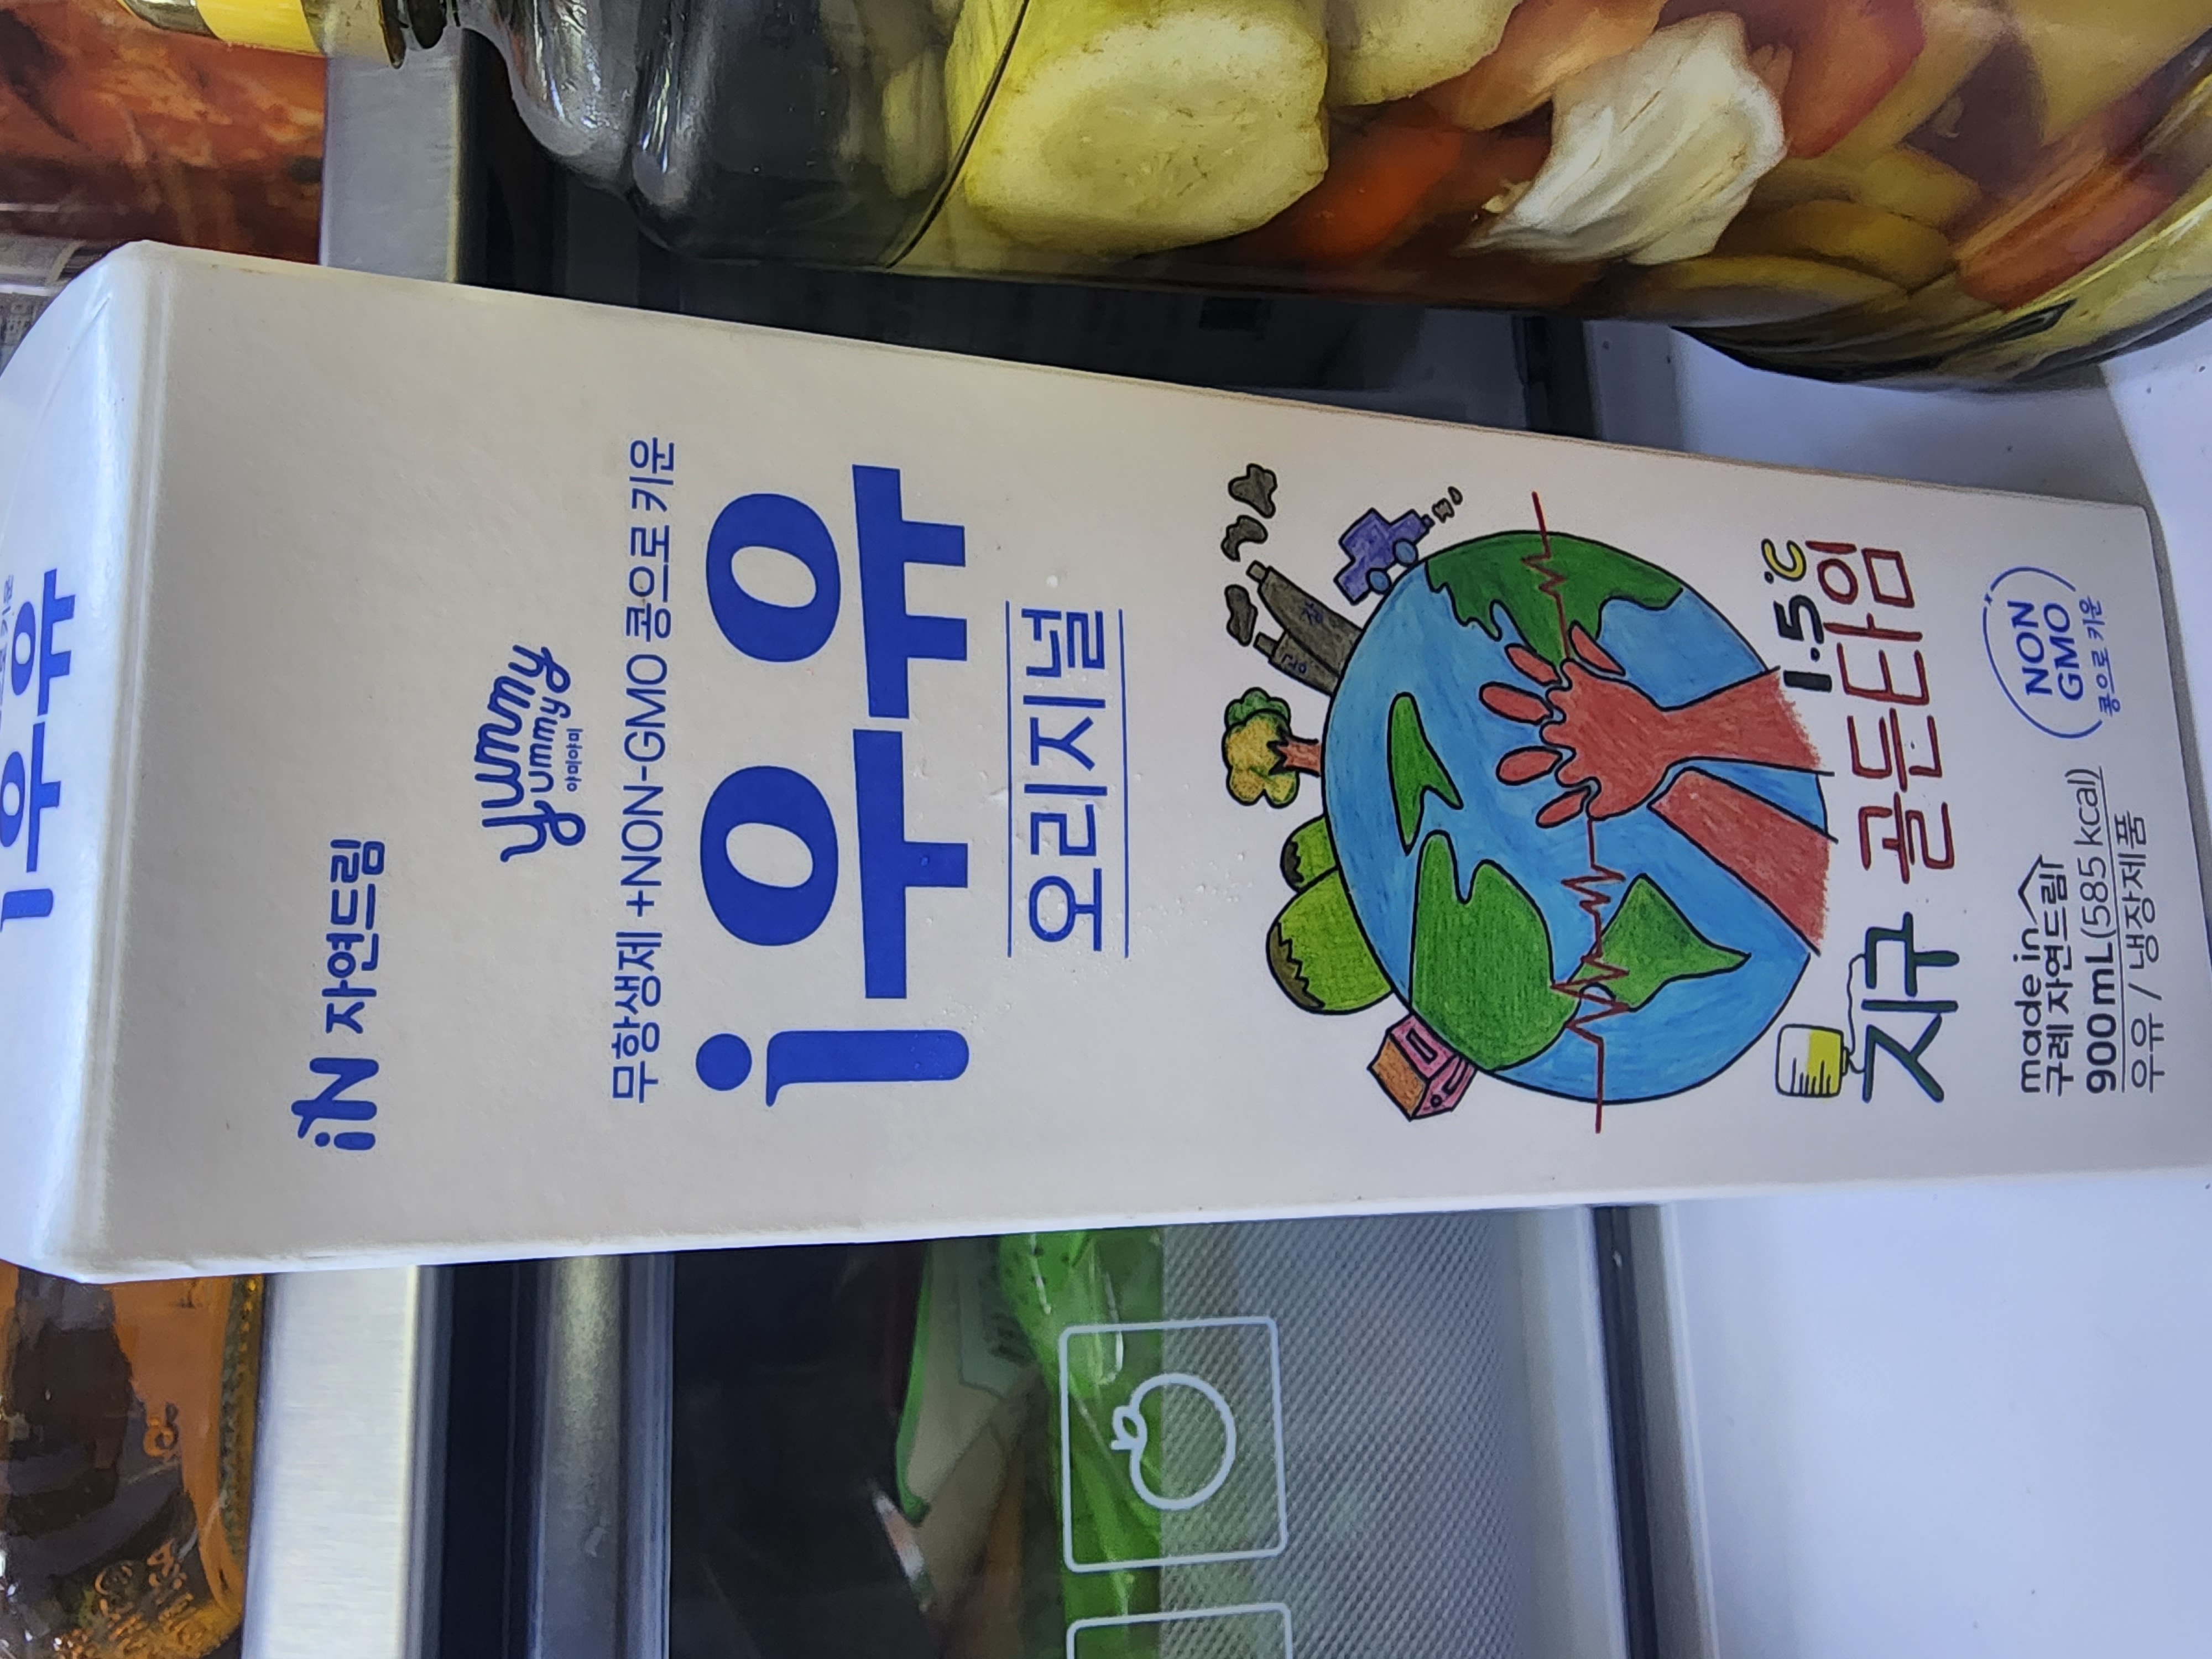 i우유
iN 자연드림
yummy
yummy
야미야미
무항생제 +NON-GMO 콩으로 키운
i우유
오리지널
공장
1.5℃
지구 골든타임
made in
구례 자연드림
900mL(585 kcal)
우유 / 냉장제품
NON
GMO
콩으로 키운